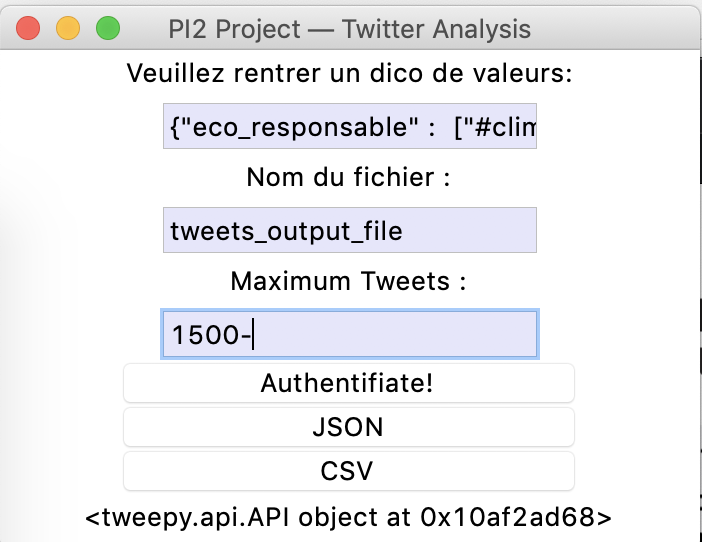 PI2 Project — Twitter Analysis
Veuillez rentrer un dico de valeurs:
{"eco_responsable" :  ["#clim
Nom du fichier :
tweets_output_file
Maximum Tweets :
1500-
Authentifiate!
JSON
CSV
<tweepy.api.API object at 0x10af2ad68>